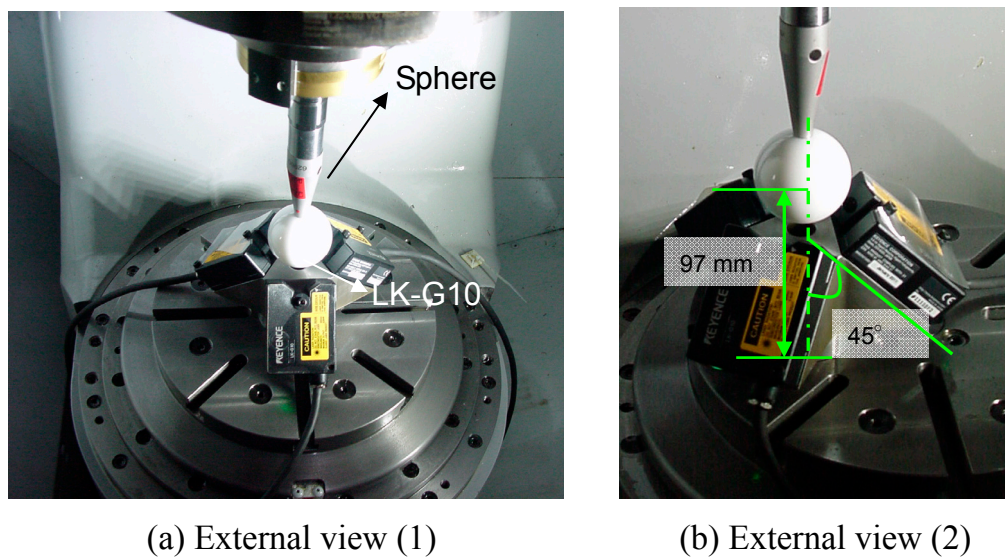 Sphere
LK-G10
KEYENCE
CAUTION
97 mm
45°
KEYENCE
CAUTION
(a) External view (1)
(b) External view (2)